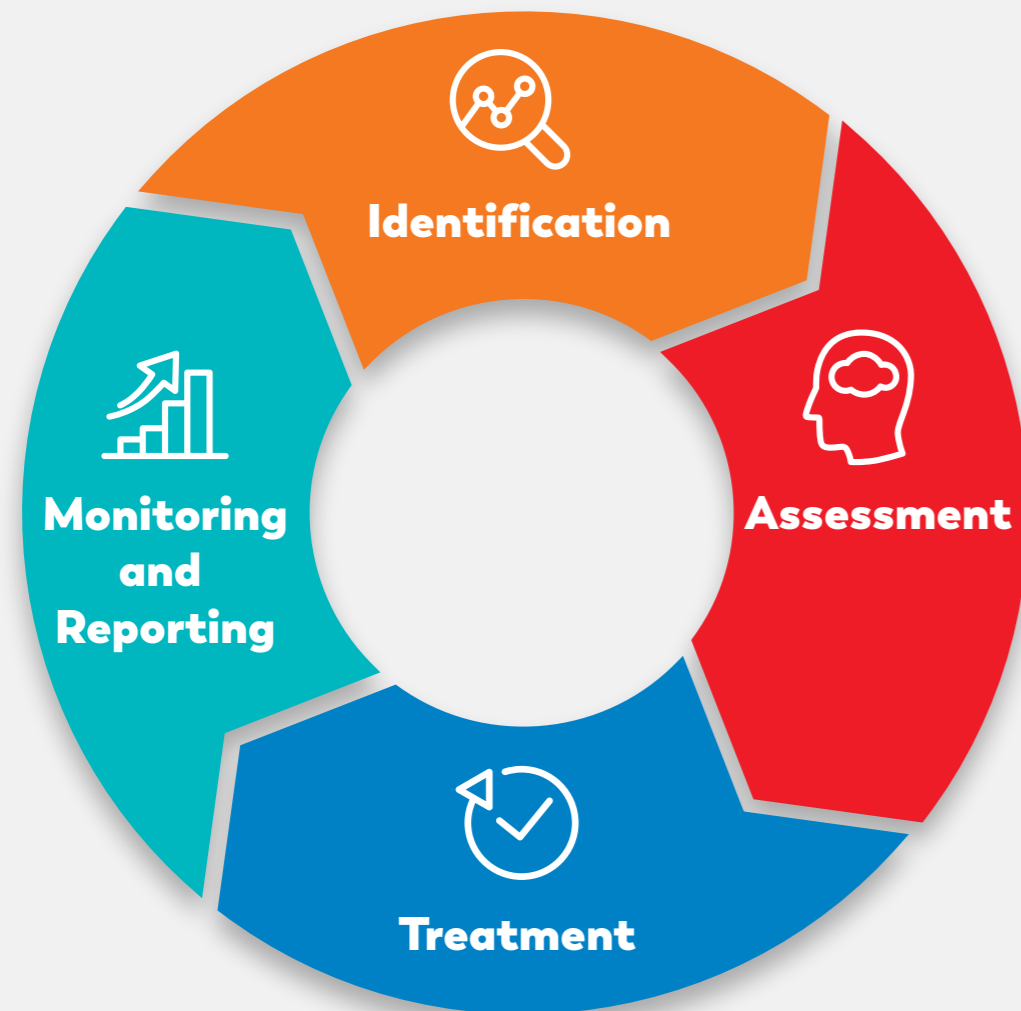 Identification
Assessment
Treatment
Monitoring
and
Reporting